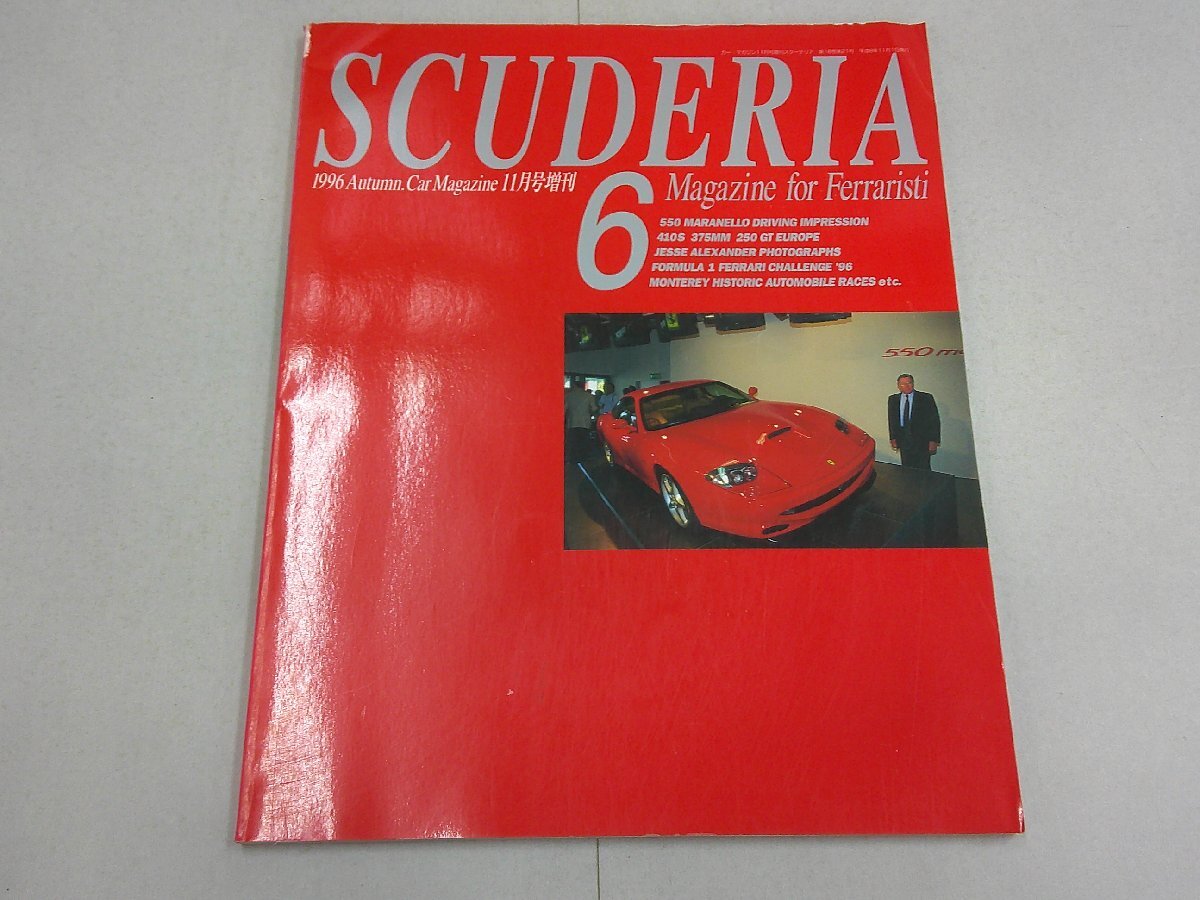 SCUDERIA
1996 Autumn. Car Magazine 11月号増刊
6
Magazine for Ferraristi
550 MARANELLO DRIVING IMPRESSION
410S 375MM 250 GT EUROPE
JESSE ALEXANDER PHOTOGRAPHS
FORMULA 1 FERRARI CHALLENGE '96
MONTEREY HISTORIC AUTOMOBILE RACES etc.
550